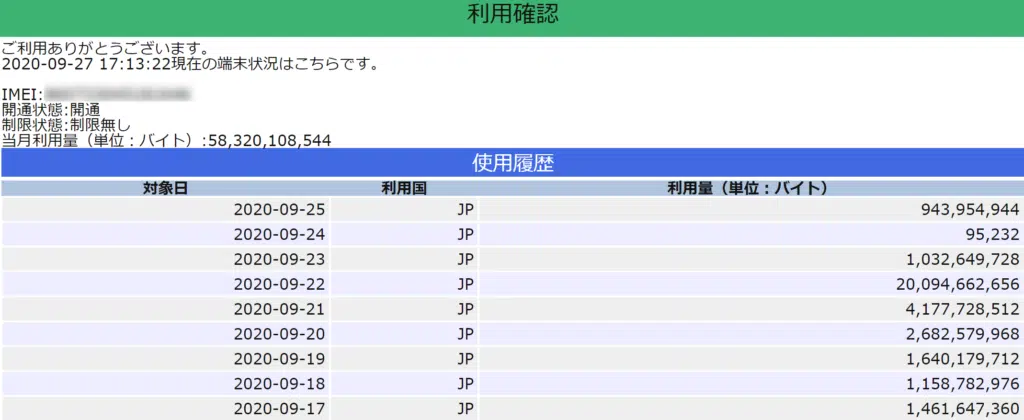 利用確認
ご利用ありがとうございます。
2020-09-27 17:13:22現在の端末状況はこちらです。
IMEI:
開通状態:開通
制限状態:制限無し
当月利用量（単位：バイト）:58,320,108,544
使用履歴
対象日 利用国 利用量（単位：バイト）
2020-09-25 JP 943,954,944
2020-09-24 JP 95,232
2020-09-23 JP 1,032,649,728
2020-09-22 JP 20,094,662,656
2020-09-21 JP 4,177,728,512
2020-09-20 JP 2,682,579,968
2020-09-19 JP 1,640,179,712
2020-09-18 JP 1,158,782,976
2020-09-17 JP 1,461,647,360